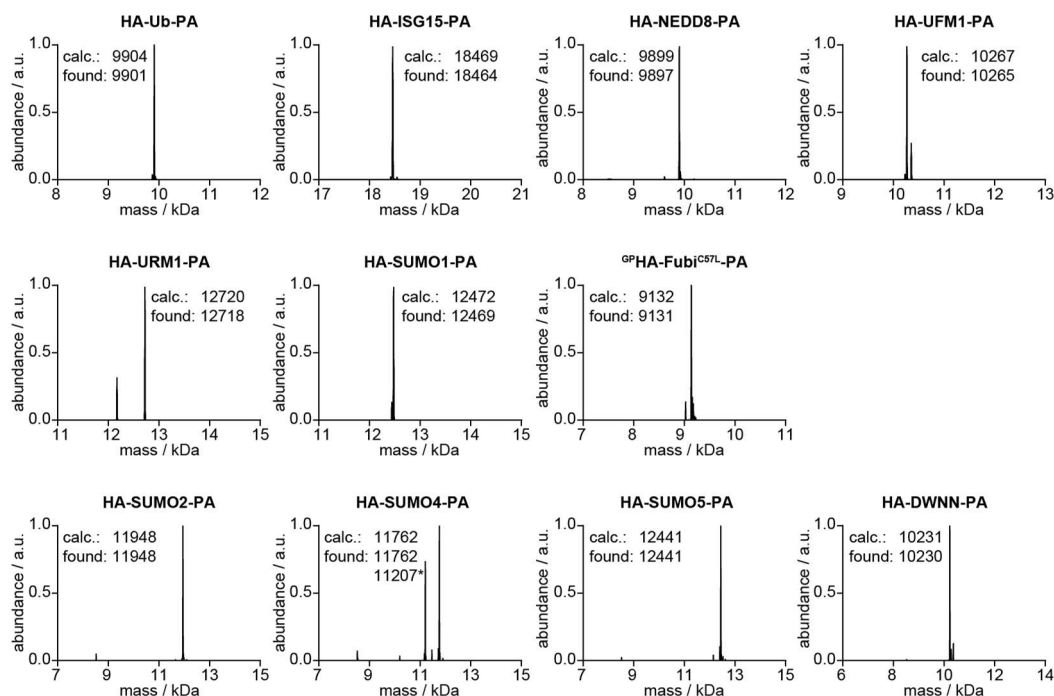 HA-Ub-PA
abundance / a.u.
1.0
0.5
0.0
calc.: 9904
found: 9901
8 9 10 11 12
mass / kDa
HA-ISG15-PA
abundance / a.u.
1.0
0.5
0.0
calc.: 18469
found: 18464
17 18 19 20 21
mass / kDa
HA-NEDD8-PA
abundance / a.u.
1.0
0.5
0.0
calc.: 9899
found: 9897
8 9 10 11 12
mass / kDa
HA-UFM1-PA
abundance / a.u.
1.0
0.5
0.0
calc.: 10267
found: 10265
9 10 11 12 13
mass / kDa
HA-URM1-PA
abundance / a.u.
1.0
0.5
0.0
calc.: 12720
found: 12718
11 12 13 14 15
mass / kDa
HA-SUMO1-PA
abundance / a.u.
1.0
0.5
0.0
calc.: 12472
found: 12469
11 12 13 14 15
mass / kDa
GPHA-FubiC57L-PA
abundance / a.u.
1.0
0.5
0.0
calc.: 9132
found: 9131
7 8 9 10 11
mass / kDa
HA-SUMO2-PA
abundance / a.u.
1.0
0.5
0.0
calc.: 11948
found: 11948
7 8 9 10 11 12 13 14 15
mass / kDa
HA-SUMO4-PA
abundance / a.u.
1.0
0.5
0.0
calc.: 11762
found: 11762
11207*
7 8 9 10 11 12 13 14 15
mass / kDa
HA-SUMO5-PA
abundance / a.u.
1.0
0.5
0.0
calc.: 12441
found: 12441
7 8 9 10 11 12 13 14 15
mass / kDa
HA-DWNN-PA
abundance / a.u.
1.0
0.5
0.0
calc.: 10231
found: 10230
6 8 10 12 14
mass / kDa